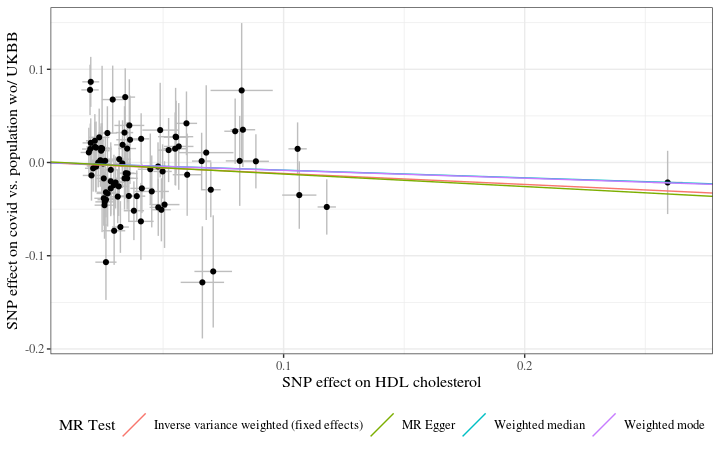 SNP effect on covid vs. population wo/ UKBB
0.1
0.0
-0.1
-0.2
0.1
0.2
SNP effect on HDL cholesterol
MR Test
Inverse variance weighted (fixed effects)
MR Egger
Weighted median
Weighted mode